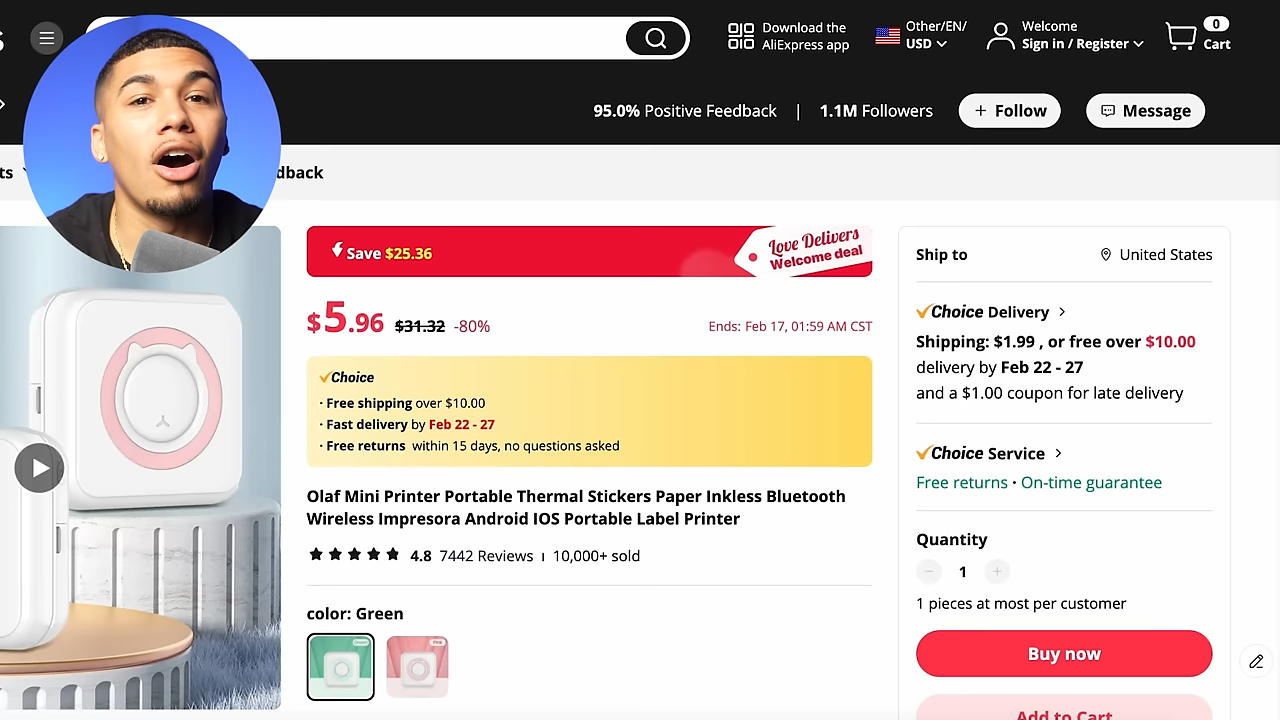 Download the
AliExpress app
Other/EN/
USD
Welcome
Sign in / Register
0
Cart
95.0% Positive Feedback | 1.1M Followers
+ Follow
Message
Save $25.36
Love Delivers
Welcome deal
$5.96 $31.32 -80%
Ends: Feb 17, 01:59 AM CST
Choice
· Free shipping over $10.00
· Fast delivery by Feb 22 - 27
· Free returns within 15 days, no questions asked
Olaf Mini Printer Portable Thermal Stickers Paper Inkless Bluetooth
Wireless Impresora Android IOS Portable Label Printer
4.8 7442 Reviews | 10,000+ sold
color: Green
Ship to
United States
Choice Delivery >
Shipping: $1.99 , or free over $10.00
delivery by Feb 22 - 27
and a $1.00 coupon for late delivery
Choice Service >
Free returns · On-time guarantee
Quantity
- 1 +
1 pieces at most per customer
Buy now
Add to Cart